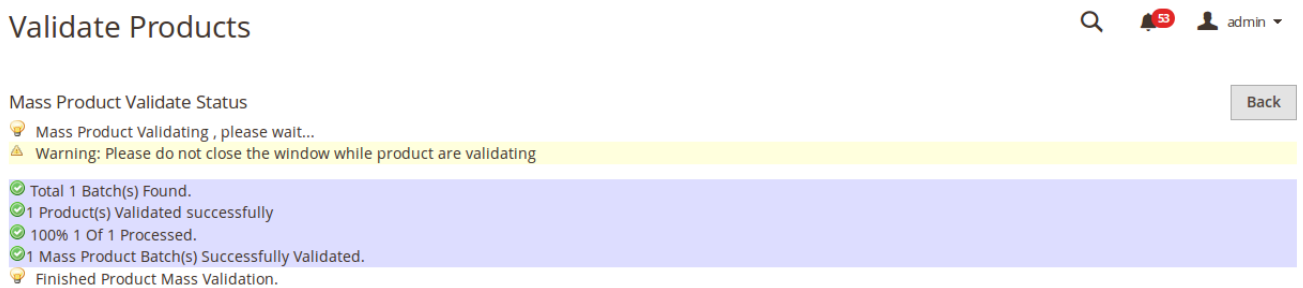 Validate Products
53
admin
Mass Product Validate Status
Back
Mass Product Validating , please wait...
Warning: Please do not close the window while product are validating
Total 1 Batch(s) Found.
1 Product(s) Validated successfully
100% 1 Of 1 Processed.
1 Mass Product Batch(s) Successfully Validated.
Finished Product Mass Validation.